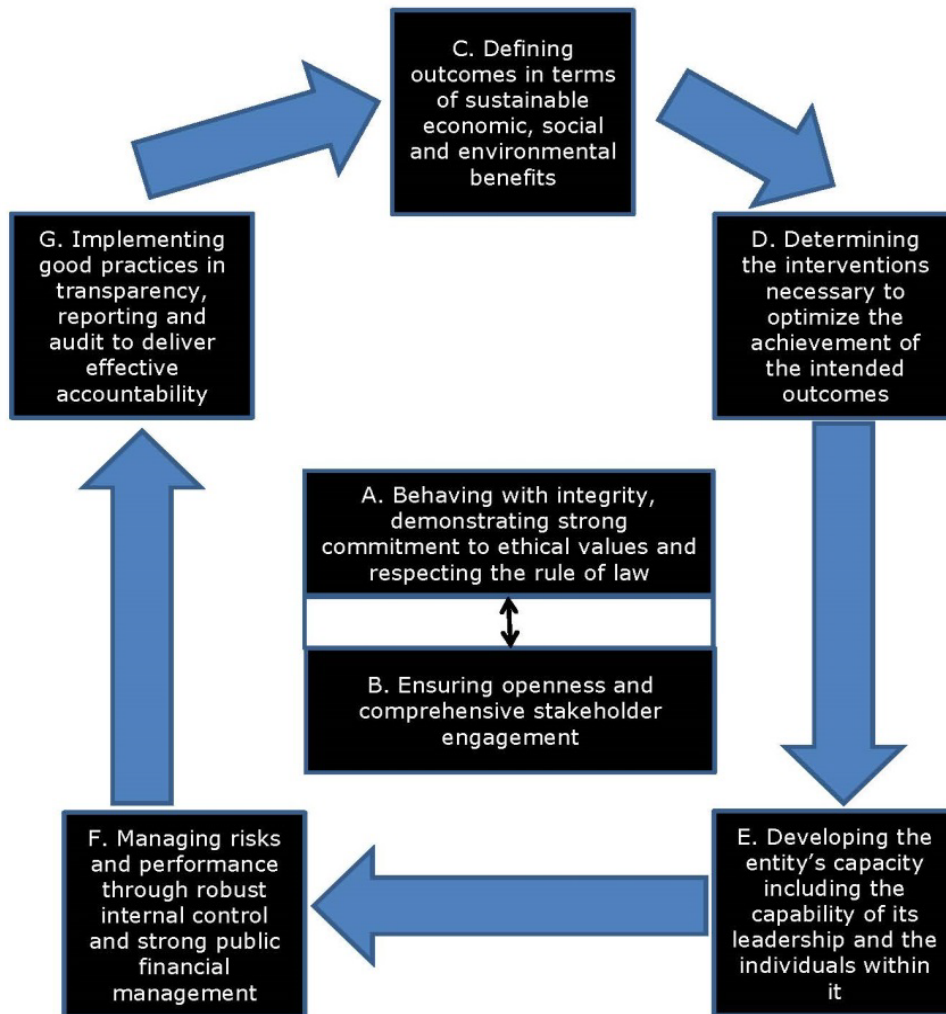 C. Defining
outcomes in terms
of sustainable
economic, social
and environmental
benefits
G. Implementing
good practices in
transparency,
reporting and
audit to deliver
effective
accountability
D. Determining
the interventions
necessary to
optimize the
achievement of
the intended
outcomes
A. Behaving with integrity,
demonstrating strong
commitment to ethical values and
respecting the rule of law
B. Ensuring openness and
comprehensive stakeholder
engagement
F. Managing risks
and performance
through robust
internal control
and strong public
financial
management
E. Developing the
entity's capacity
including the
capability of its
leadership and the
individuals within
it